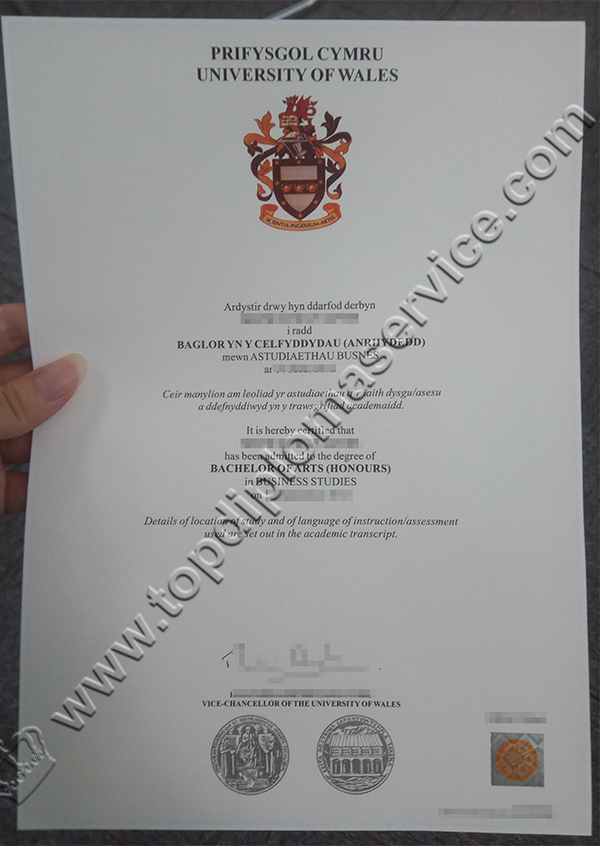 PRIFYSGOL CYMRU
UNIVERSITY OF WALES
SCIENTIA·INGENIUM·ARTES
Ardystir drwy hyn ddarfod derbyn
i radd
BAGLOR YN Y CELFYDDYDAU (ANRHYDEDD)
mewn ASTUDIAETHAU BUSNES
ar
Ceir manylion am leoliad yr astudiaethau a'r iaith dysgu/asesu
a ddefnyddiwyd yn y trawsgrifiad academaidd.
It is hereby certified that
has been admitted to the degree of
BACHELOR OF ARTS (HONOURS)
in BUSINESS STUDIES
on
Details of location of study and of language of instruction/assessment
used are set out in the academic transcript.
VICE-CHANCELLOR OF THE UNIVERSITY OF WALES
www.topdiplomaservice.com